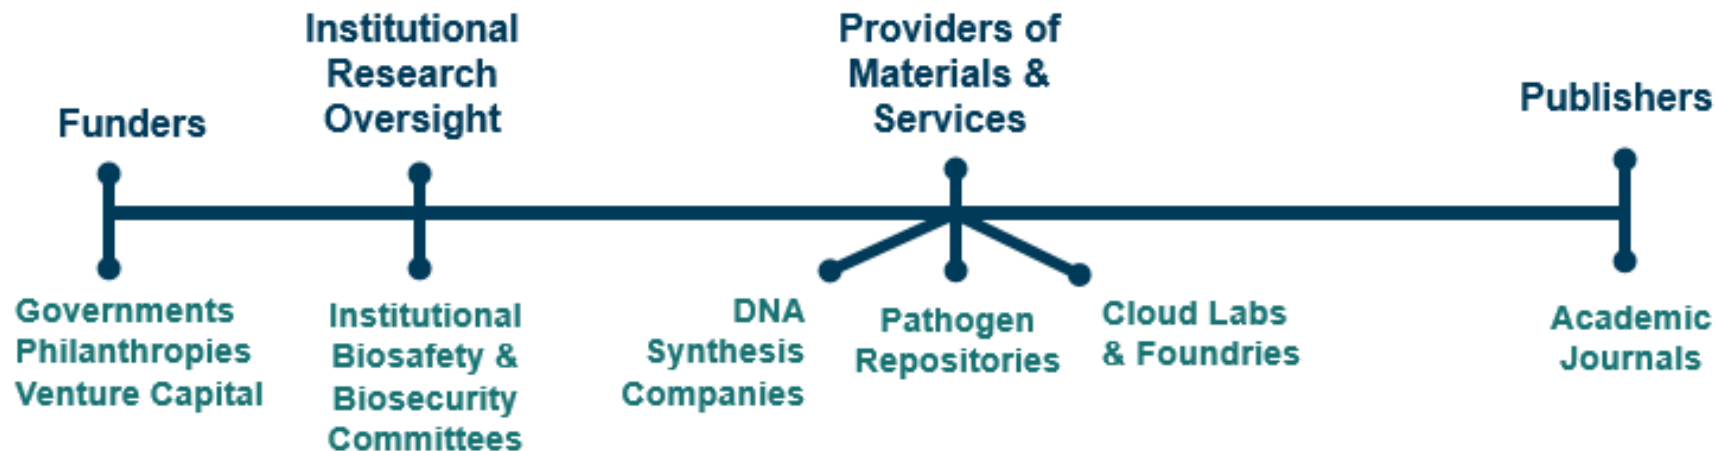 Funders
Institutional
Research
Oversight
Providers of
Materials &
Services
Publishers
Governments
Philanthropies
Venture Capital
Institutional
Biosafety &
Biosecurity
Committees
DNA
Synthesis
Companies
Pathogen
Repositories
Cloud Labs
& Foundries
Academic
Journals